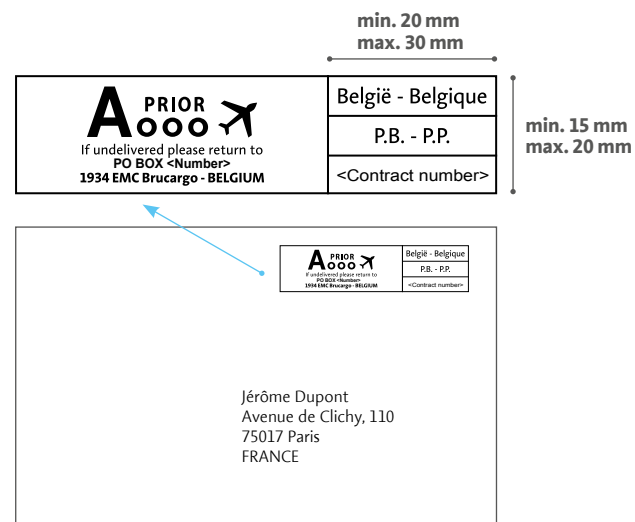 min. 20 mm
max. 30 mm
A PRIOR
België - Belgique
P.B. - P.P.
<Contract number>
If undelivered please return to
PO BOX <Number>
1934 EMC Brucargo - BELGIUM
min. 15 mm
max. 20 mm
A PRIOR
If undelivered please return to
PO BOX <Number>
1934 EMC Brucargo - BELGIUM
België - Belgique
P.B. - P.P.
<Contract number>
Jérôme Dupont
Avenue de Clichy, 110
75017 Paris
FRANCE